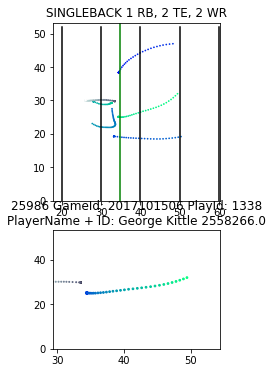 SINGLEBACK 1 RB, 2 TE, 2 WR
50
40
30
20
10
0
20 30 40 50 60
25986 GameId: 2017101506 PlayId: 1338
PlayerName + ID: George Kittle 2558266.0
40
20
0
30 40 50